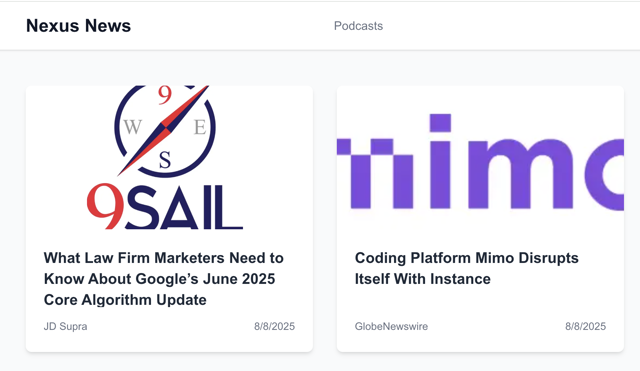 Nexus News
Podcasts
9
W E
S
9SAIL
mimo
What Law Firm Marketers Need to
Know About Google’s June 2025
Core Algorithm Update
JD Supra 8/8/2025
Coding Platform Mimo Disrupts
Itself With Instance
GlobeNewswire 8/8/2025